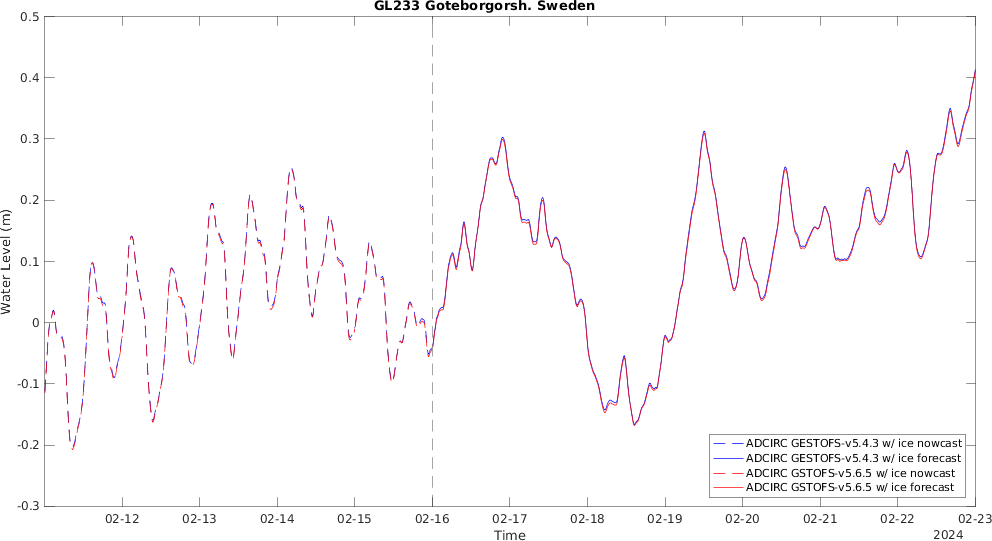 GL233 Goteborgorsh. Sweden
0.5
0.4
0.3
0.2
0.1
0
-0.1
-0.2
-0.3
Water Level (m)
ADCIRC GESTOFS-v5.4.3 w/ ice nowcast
ADCIRC GESTOFS-v5.4.3 w/ ice forecast
ADCIRC GSTOFS-v5.6.5 w/ ice nowcast
ADCIRC GSTOFS-v5.6.5 w/ ice forecast
02-12 02-13 02-14 02-15 02-16 02-17 02-18 02-19 02-20 02-21 02-22 02-23
Time
2024